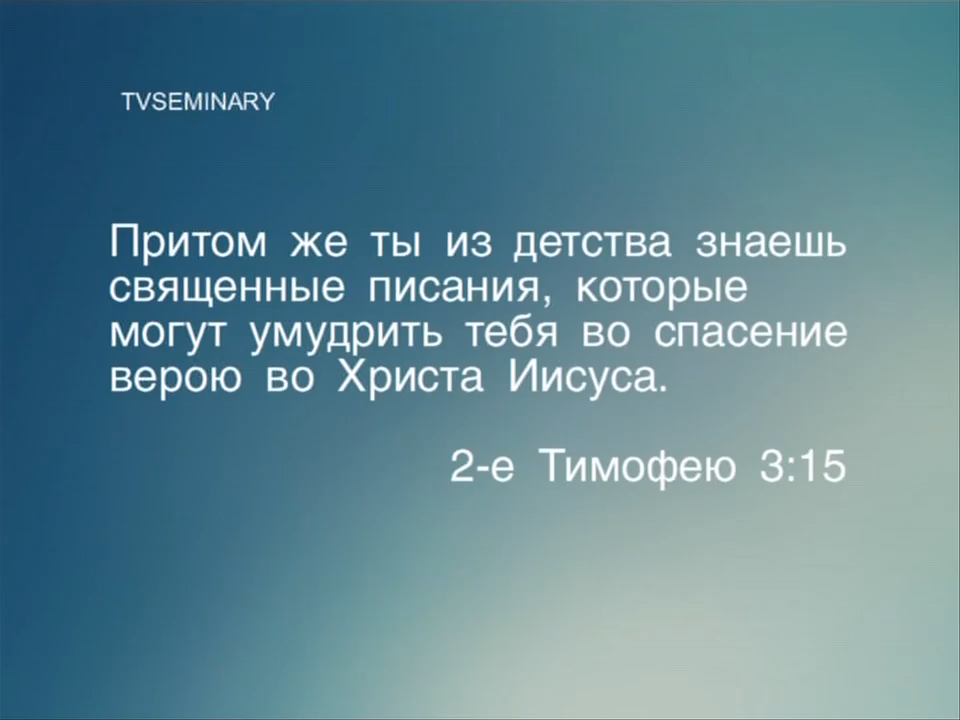 TVSEMINARY
Притом же ты из детства знаешь
священные писания, которые
могут умудрить тебя во спасение
верою во Христа Иисуса.
2-е Тимофею 3:15